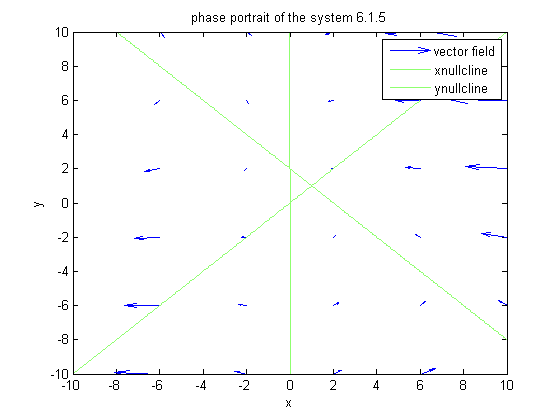 phase portrait of the system 6.1.5
vector field
xnullcline
ynullcline
10
8
6
4
2
0
-2
-4
-6
-8
-10
y
-10 -8 -6 -4 -2 0 2 4 6 8 10
x